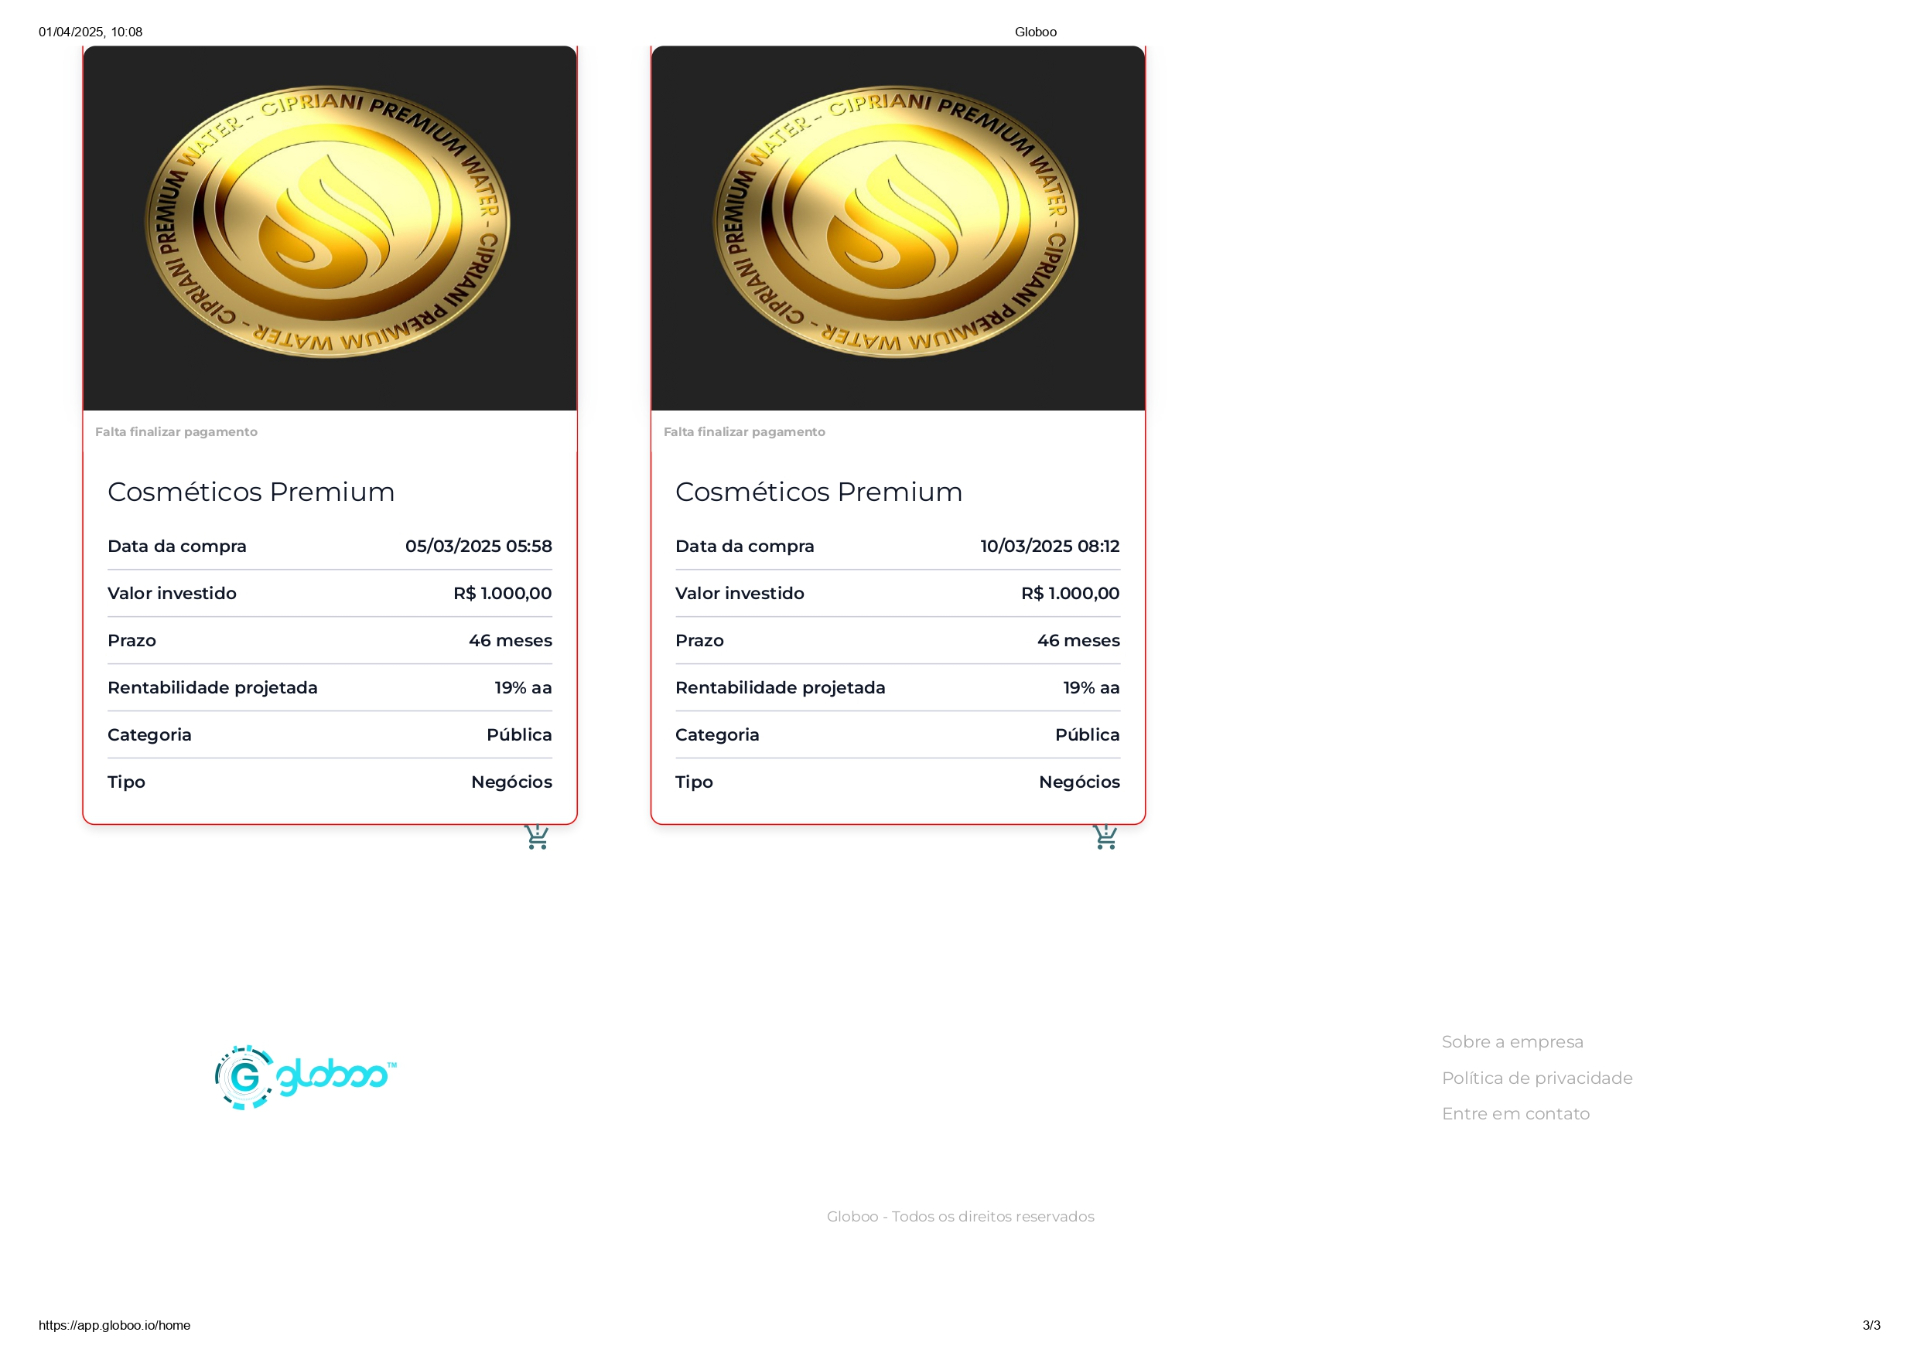 01/04/2025, 10:08
Globoo
CIPRIANI PREMIUM WATER - CIPRIANI PREMIUM WATER - CIPRIANI PREMIUM WATER -
Falta finalizar pagamento
Cosméticos Premium
Data da compra 05/03/2025 05:58
Valor investido R$ 1.000,00
Prazo 46 meses
Rentabilidade projetada 19% aa
Categoria Pública
Tipo Negócios
CIPRIANI PREMIUM WATER - CIPRIANI PREMIUM WATER - CIPRIANI PREMIUM WATER -
Falta finalizar pagamento
Cosméticos Premium
Data da compra 10/03/2025 08:12
Valor investido R$ 1.000,00
Prazo 46 meses
Rentabilidade projetada 19% aa
Categoria Pública
Tipo Negócios
G globoo™
Sobre a empresa
Política de privacidade
Entre em contato
Globoo - Todos os direitos reservados
https://app.globoo.io/home
3/3